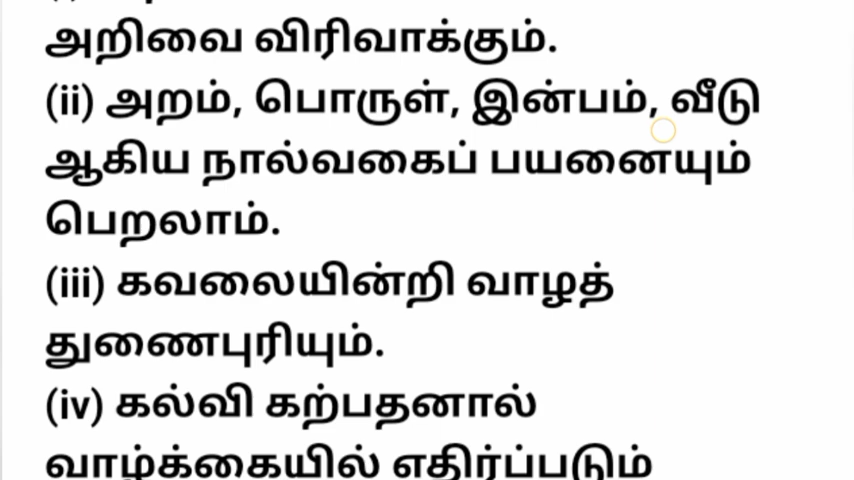 அறிவை விரிவாக்கும்.
(ii) அறம், பொருள், இன்பம், வீடு
ஆகிய நால்வகைப் பயனையும்
பெறலாம்.
(iii) கவலையின்றி வாழத்
துணைபுரியும்.
(iv) கல்வி கற்பதனால்
வாழ்க்கையில் எதிர்ப்படும்